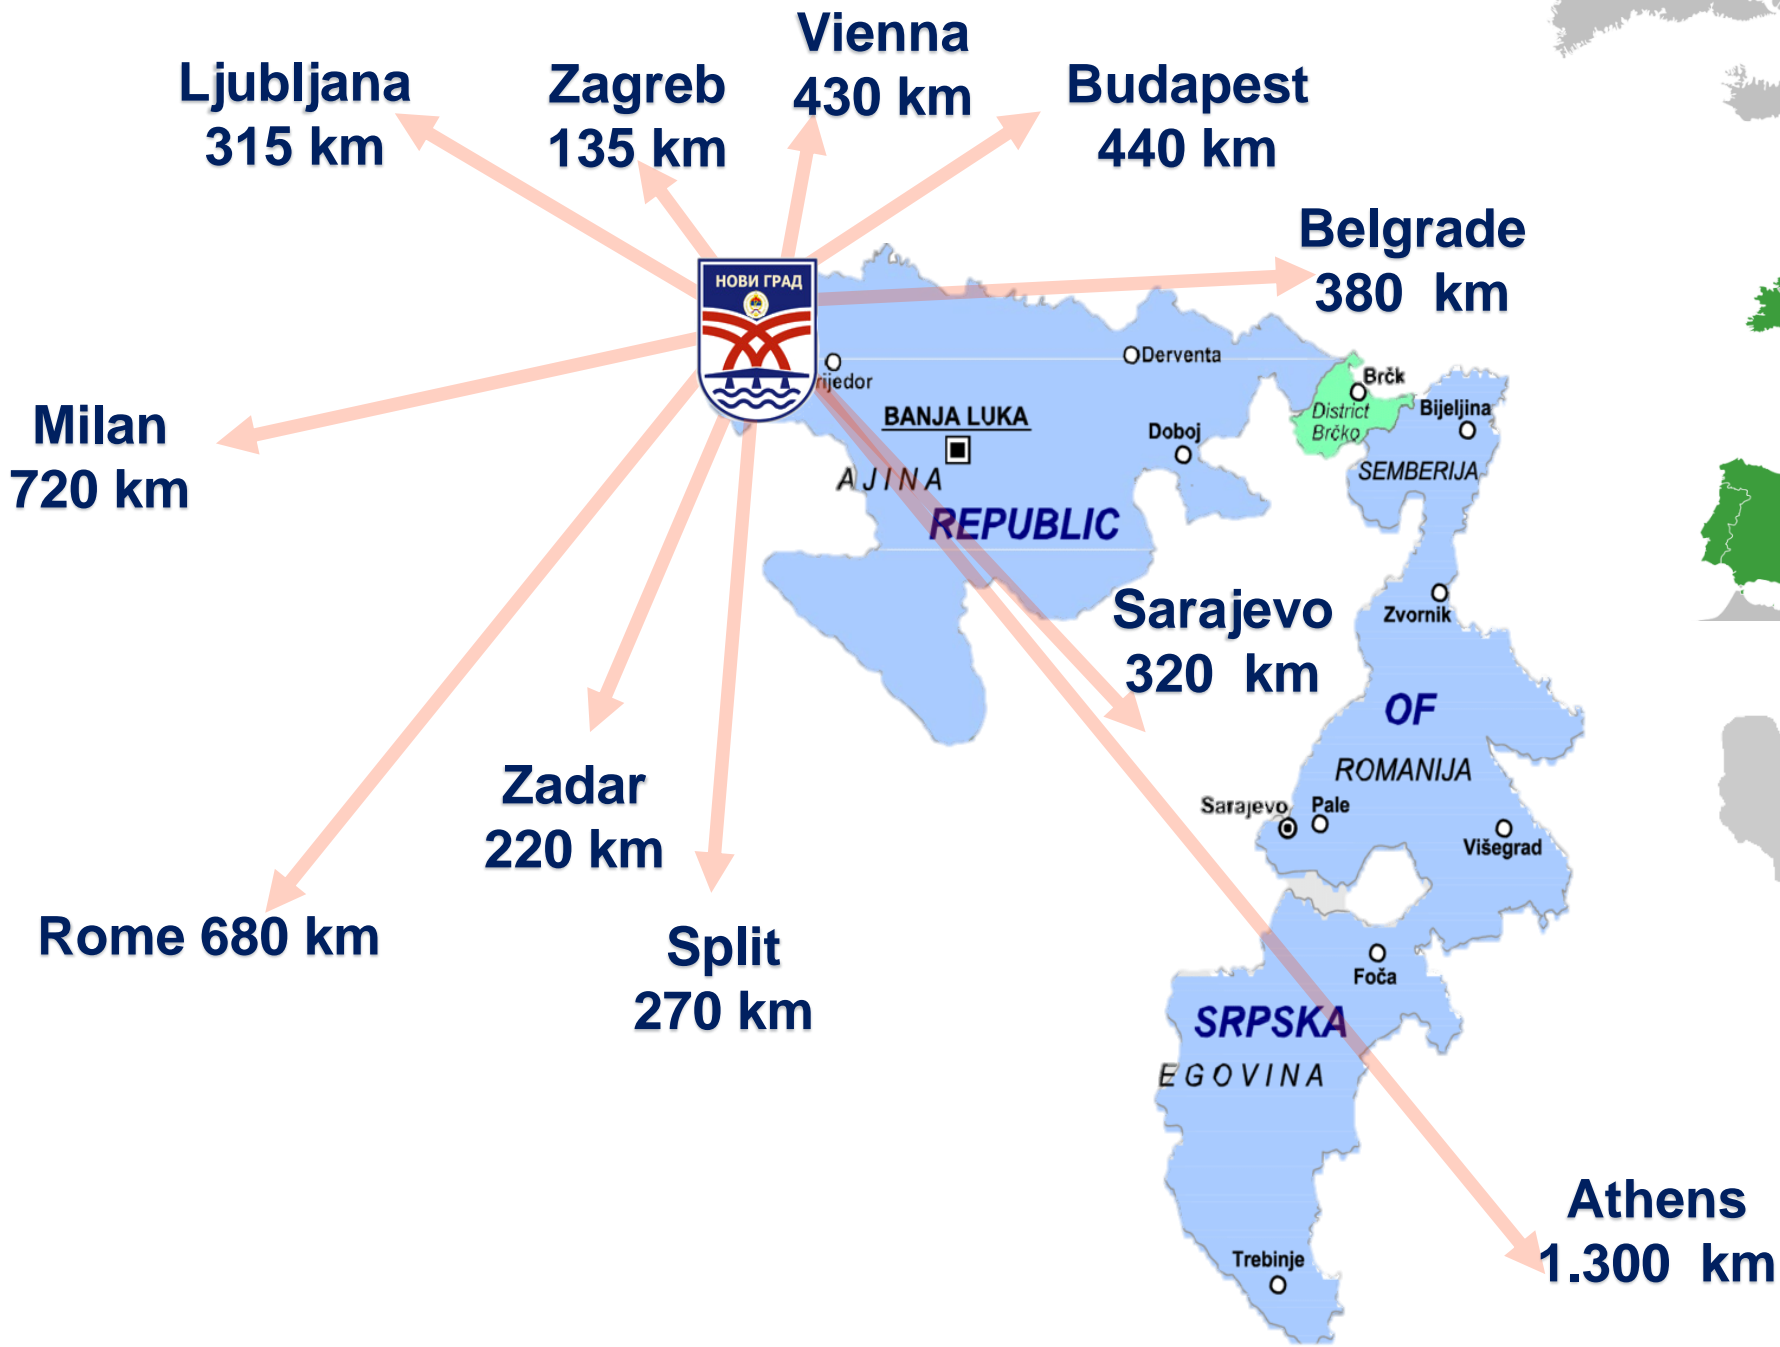 Vienna
430 km
Ljubljana
315 km
Zagreb
135 km
Budapest
440 km
Belgrade
380 km
НОВИ ГРАД
Derventa
rijedor
Brčk
BANJA LUKA
District
Brčko
Bijeljina
Milan
720 km
Doboj
AJINA
SEMBERIJA
REPUBLIC
Sarajevo
320 km
Zvornik
OF
ROMANIJA
Zadar
220 km
Sarajevo
Pale
Višegrad
Rome 680 km
Split
270 km
Foča
SRPSKA
EGOVINA
Athens
1.300 km
Trebinje